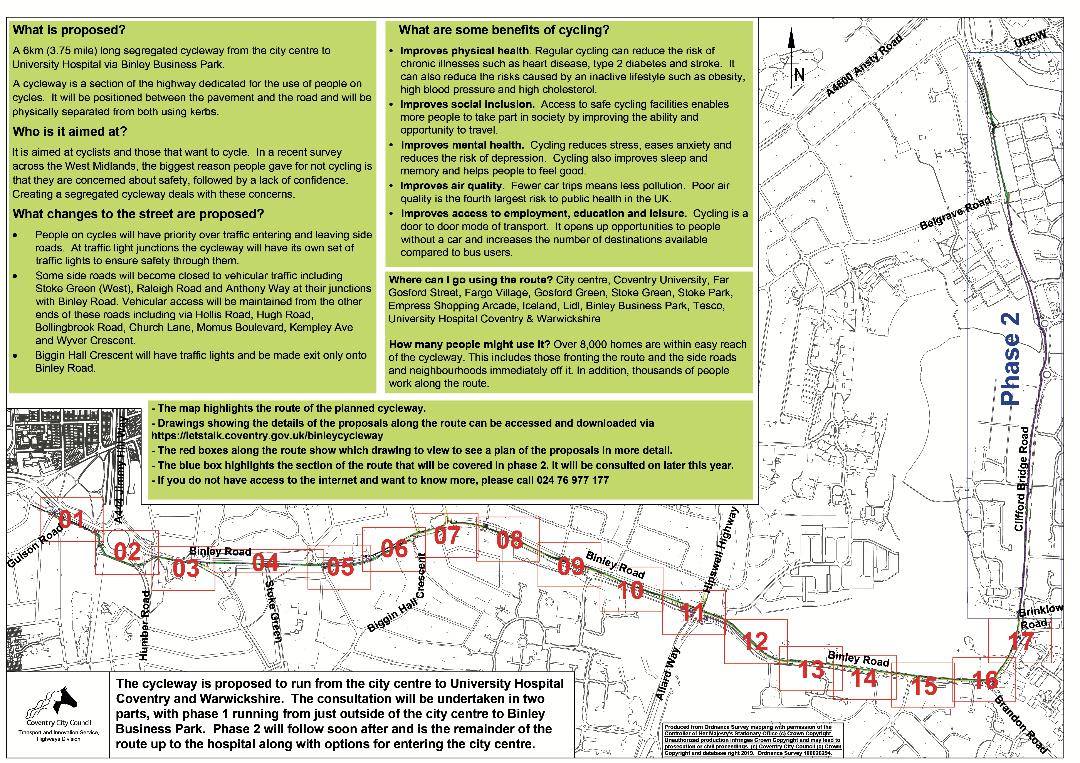 What is proposed?
A 6km (3.75 mile) long segregated cycleway from the city centre to
University Hospital via Binley Business Park.
A cycleway is a section of the highway dedicated for the use of people on
cycles. It will be positioned between the pavement and the road and will be
physically separated from both using kerbs.
Who is it aimed at?
It is aimed at cyclists and those that want to cycle. In a recent survey
across the West Midlands, the biggest reason people gave for not cycling is
that they are concerned about safety, followed by a lack of confidence.
Creating a segregated cycleway deals with these concerns.
What changes to the street are proposed?
• People on cycles will have priority over traffic entering and leaving side
roads. At traffic light junctions the cycleway will have its own set of
traffic lights to ensure safety through them.
• Some side roads will become closed to vehicular traffic including
Stoke Green (West), Raleigh Road and Anthony Way at their junctions
with Binley Road. Vehicular access will be maintained from the other
ends of these roads including via Hollis Road, Hugh Road,
Bollingbrook Road, Church Lane, Momus Boulevard, Kempley Ave
and Wyver Crescent.
• Biggin Hall Crescent will have traffic lights and be made exit only onto
Binley Road.
What are some benefits of cycling?
• Improves physical health. Regular cycling can reduce the risk of
chronic illnesses such as heart disease, type 2 diabetes and stroke. It
can also reduce the risks caused by an inactive lifestyle such as obesity,
high blood pressure and high cholesterol.
• Improves social inclusion. Access to safe cycling facilities enables
more people to take part in society by improving the ability and
opportunity to travel.
• Improves mental health. Cycling reduces stress, eases anxiety and
reduces the risk of depression. Cycling also improves sleep and
memory and helps people to feel good.
• Improves air quality. Fewer car trips means less pollution. Poor air
quality is the fourth largest risk to public health in the UK.
• Improves access to employment, education and leisure. Cycling is a
door to door mode of transport. It opens up opportunities to people
without a car and increases the number of destinations available
compared to bus users.
Where can I go using the route? City centre, Coventry University, Far
Gosford Street, Fargo Village, Gosford Green, Stoke Green, Stoke Park,
Empress Shopping Arcade, Iceland, Lidl, Binley Business Park, Tesco,
University Hospital Coventry & Warwickshire
How many people might use it? Over 8,000 homes are within easy reach
of the cycleway. This includes those fronting the route and the side roads
and neighbourhoods immediately off it. In addition, thousands of people
work along the route.
- The map highlights the route of the planned cycleway.
- Drawings showing the details of the proposals along the route can be accessed and downloaded via
https://letstalk.coventry.gov.uk/binleycycleway
- The red boxes along the route show which drawing to view to see a plan of the proposals in more detail.
- The blue box highlights the section of the route that will be covered in phase 2. It will be consulted on later this year.
- If you do not have access to the internet and want to know more, please call 024 76 977 177
N
A4600 Ansty Road
UHCW
Belgrave Road
Phase 2
Clifford Bridge Road
Brinklow
Road
Brandon Road
Gulson Road
Humber Road
Binley Road
Stoke Green
Biggin Hall Crescent
Binley Road
Hipswell Highway
Allard Way
Binley Road
01
02
03
04
05
06
07
08
09
10
11
12
13
14
15
16
17
Coventry City Council
Transport and Innovation Service,
Highways Division
The cycleway is proposed to run from the city centre to University Hospital
Coventry and Warwickshire. The consultation will be undertaken in two
parts, with phase 1 running from just outside of the city centre to Binley
Business Park. Phase 2 will follow soon after and is the remainder of the
route up to the hospital along with options for entering the city centre.
Produced from Ordnance Survey mapping with permission of the
Controller of Her Majesty's Stationery Office (c) Crown Copyright.
Unauthorised production infringes Crown Copyright and may lead to
prosecution or civil proceedings. (c) Coventry City Council (c) Crown
Copyright and database right 2019. Ordnance Survey